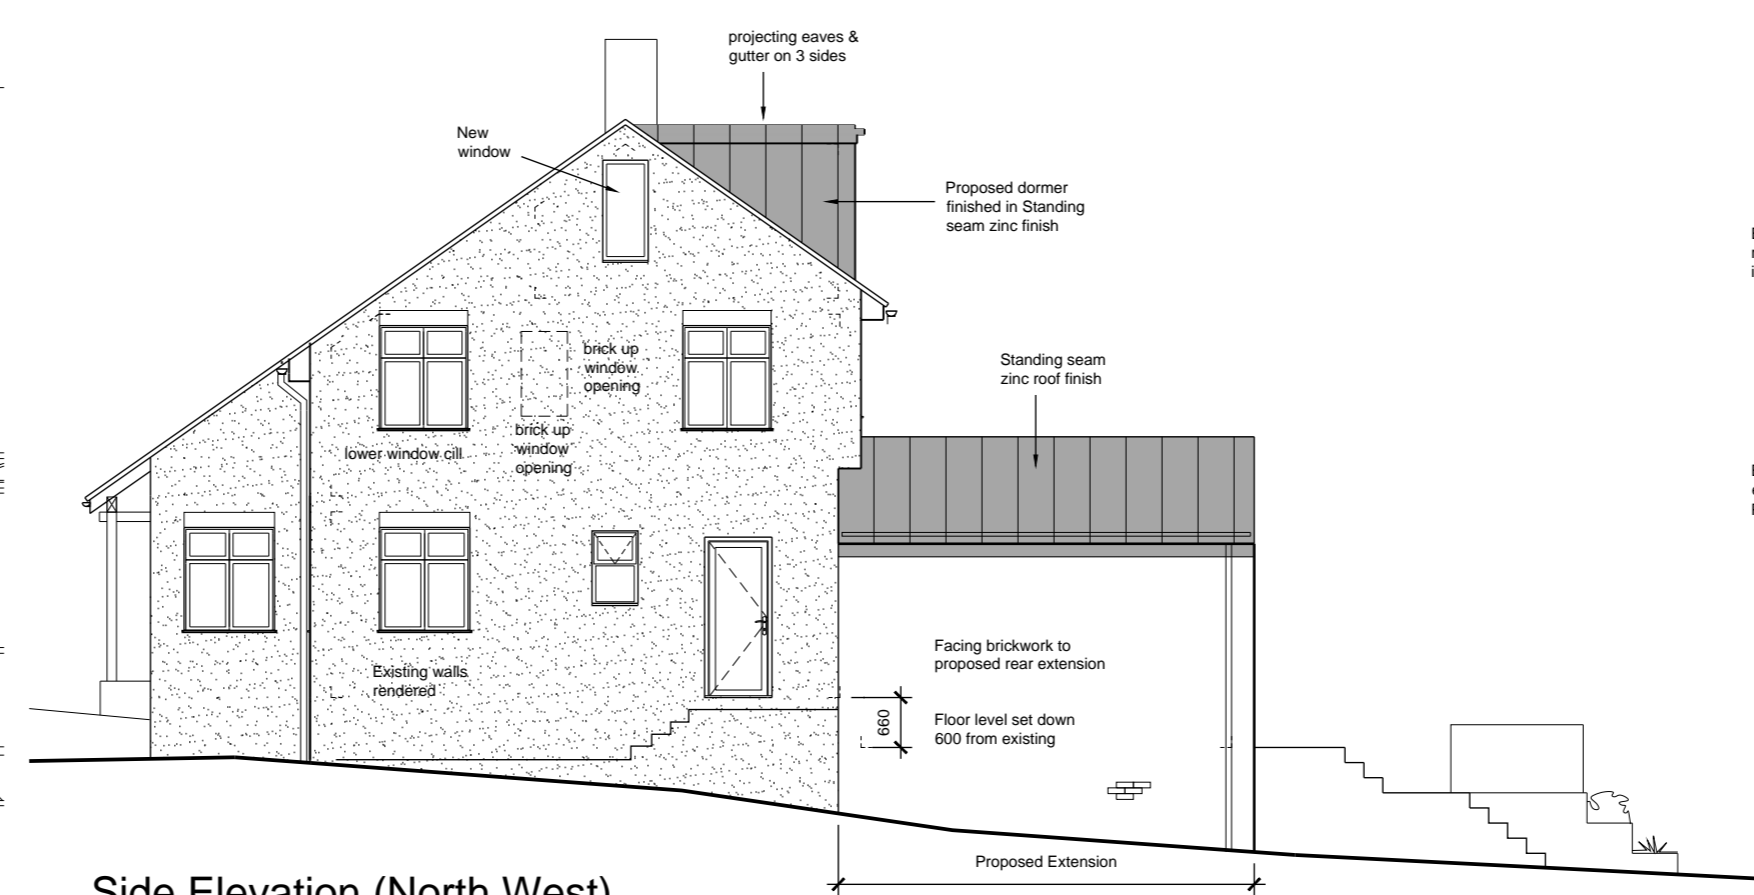 projecting eaves &
gutter on 3 sides
New
window
Proposed dormer
finished in Standing
seam zinc finish
brick up
window
opening
Standing seam
zinc roof finish
brick up
window
opening
lower window cill
Existing walls
rendered
Facing brickwork to
proposed rear extension
660
Floor level set down
600 from existing
Proposed Extension
Side Elevation (North West)